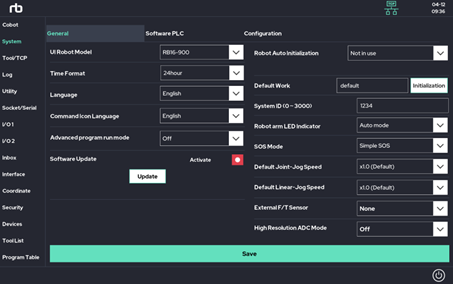 rb
04-12
09:36
Cobot
System
Tool/TCP
Log
Utility
Socket/Serial
I/O 1
I/O 2
Inbox
Interface
Coordinate
Security
Devices
Tool List
Program Table
General
Software PLC
Configuration
UI Robot Model
RB16-900
Time Format
24hour
Language
English
Command Icon Language
English
Advanced program run mode
Off
Software Update
Activate
Update
Robot Auto Initialization
Not in use
Default Work
default
Initialization
System ID (0 ~ 3000)
1234
Robot arm LED Indicator
Auto mode
SOS Mode
Simple SOS
Default Joint-Jog Speed
x1.0 (Default)
Default Linear-Jog Speed
x1.0 (Default)
External F/T Sensor
None
High Resolution ADC Mode
Off
Save